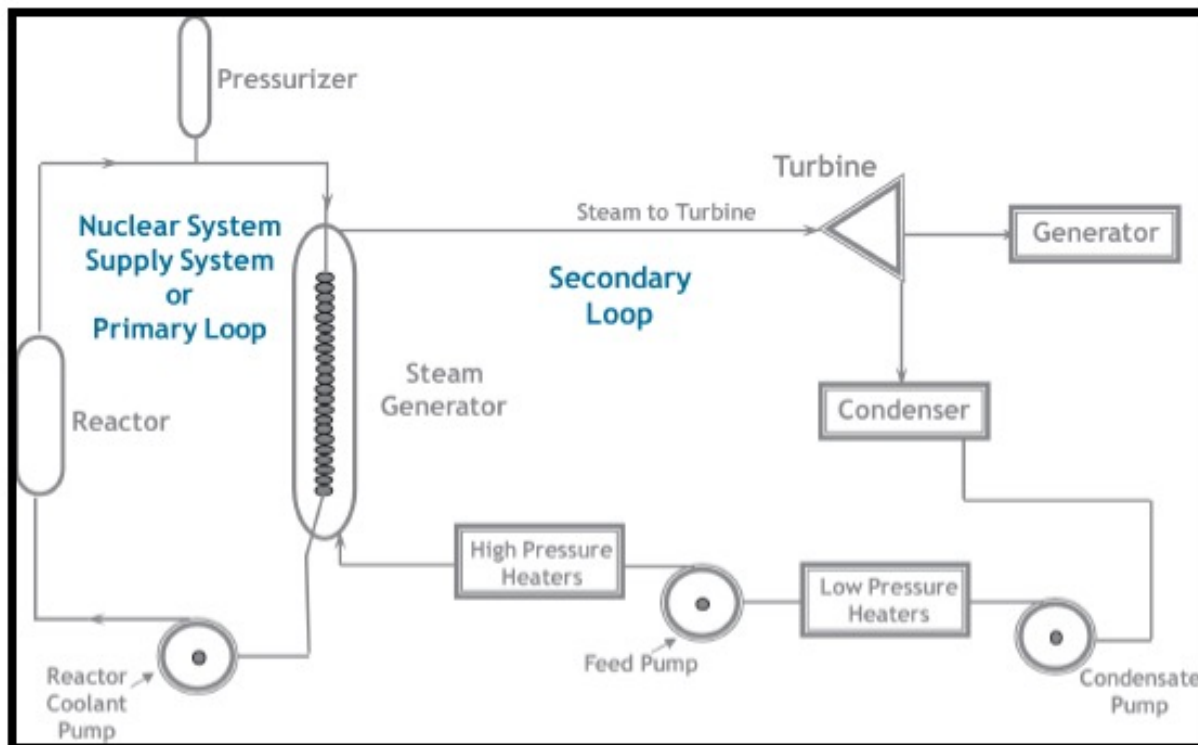 Pressurizer
Turbine
Steam to Turbine
Generator
Nuclear System
Supply System
or
Primary Loop
Secondary
Loop
Steam
Generator
Reactor
Condenser
High Pressure
Heaters
Low Pressure
Heaters
Feed Pump
Reactor
Coolant
Pump
Condensate
Pump